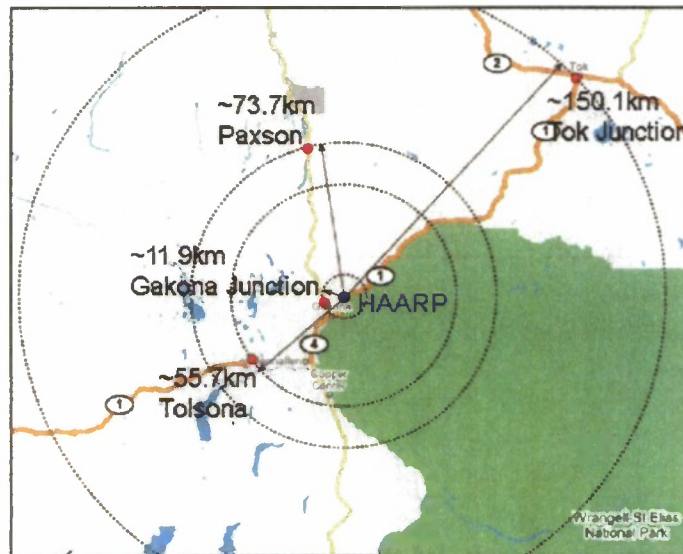 2
Tok
~73.7km
Paxson
~150.1km
1
Tok Junction
~11.9km
Gakona Junction
1
HAARP
4
~55.7km
Tolsona
Copper
1
Wrangell-St Elias
National Park